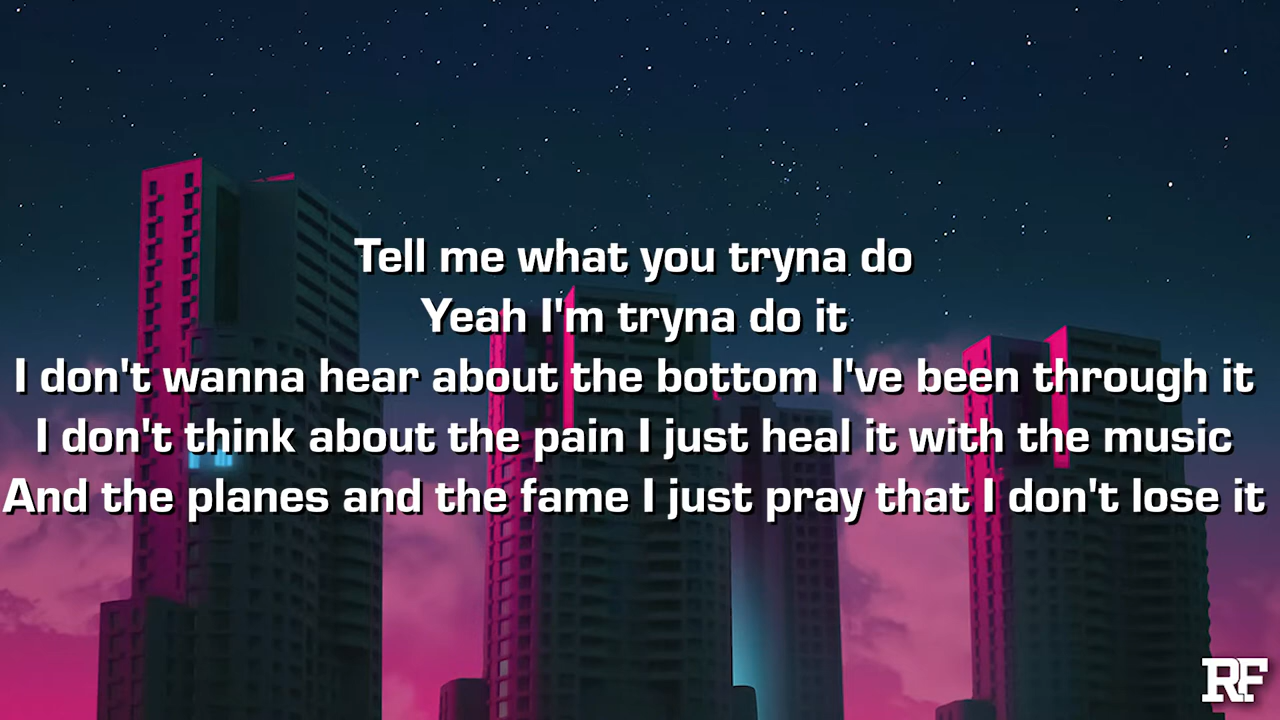 Tell me what you tryna do
Yeah I'm tryna do it
I don't wanna hear about the bottom I've been through it
I don't think about the pain I just heal it with the music
And the planes and the fame I just pray that I don't lose it
RF